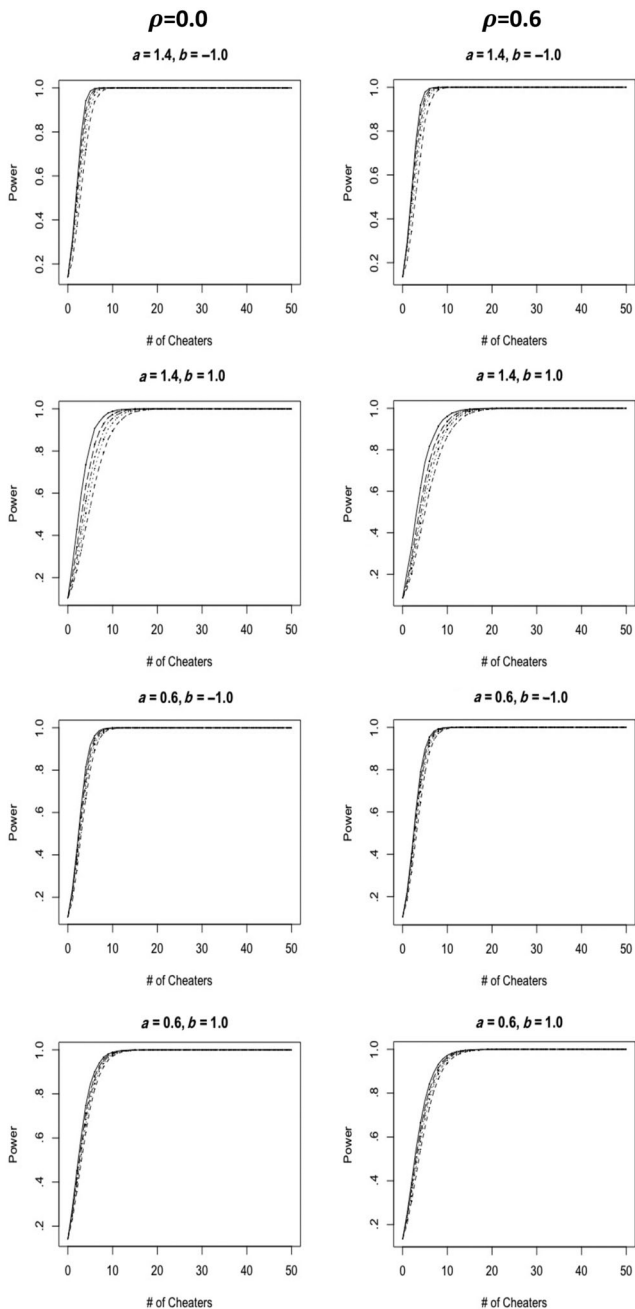 ρ=0.0
ρ=0.6
a = 1.4, b = −1.0
a = 1.4, b = −1.0
Power
0.2 0.4 0.6 0.8 1.0
0 10 20 30 40 50
# of Cheaters
Power
0.2 0.4 0.6 0.8 1.0
0 10 20 30 40 50
# of Cheaters
a = 1.4, b = 1.0
a = 1.4, b = 1.0
Power
.2 .4 .6 .8 1.0
0 10 20 30 40 50
# of Cheaters
Power
.2 .4 .6 .8 1.0
0 10 20 30 40 50
# of Cheaters
a = 0.6, b = −1.0
a = 0.6, b = −1.0
Power
.2 .4 .6 .8 1.0
0 10 20 30 40 50
# of Cheaters
Power
.2 .4 .6 .8 1.0
0 10 20 30 40 50
# of Cheaters
a = 0.6, b = 1.0
a = 0.6, b = 1.0
Power
.2 .4 .6 .8 1.0
0 10 20 30 40 50
# of Cheaters
Power
.2 .4 .6 .8 1.0
0 10 20 30 40 50
# of Cheaters